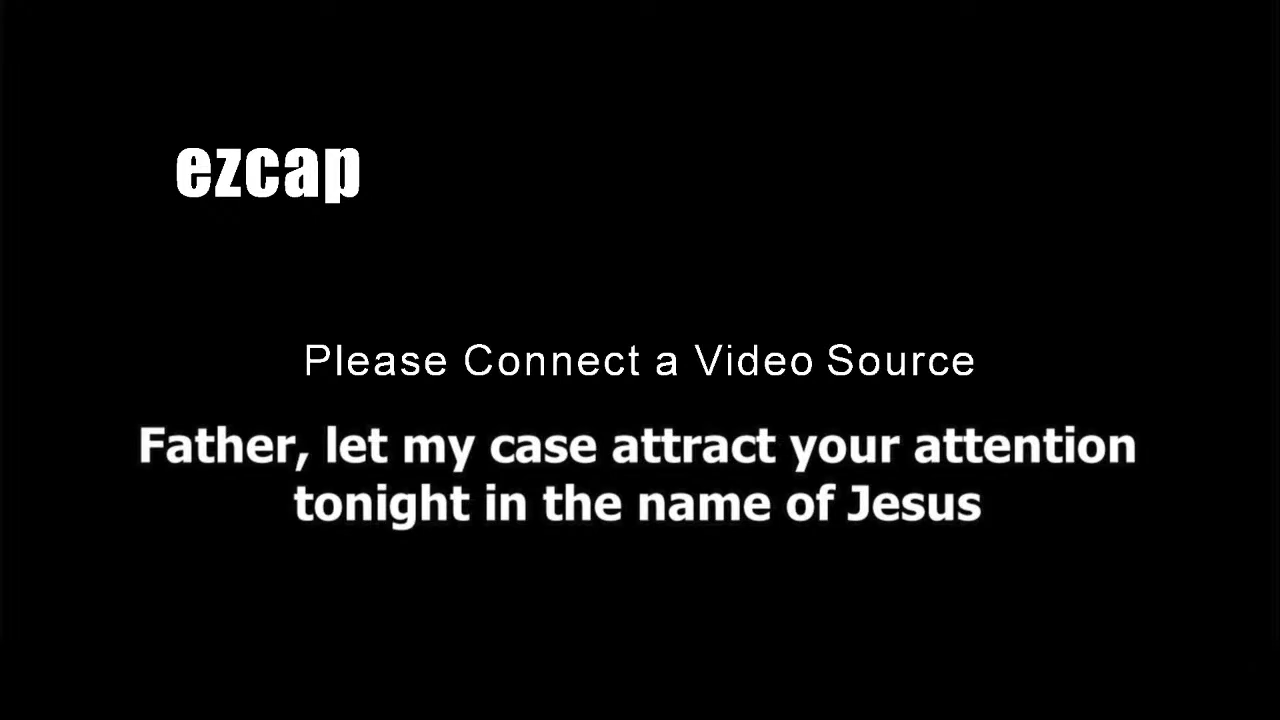 ezcap
Please Connect a Video Source
Father, let my case attract your attention
tonight in the name of Jesus